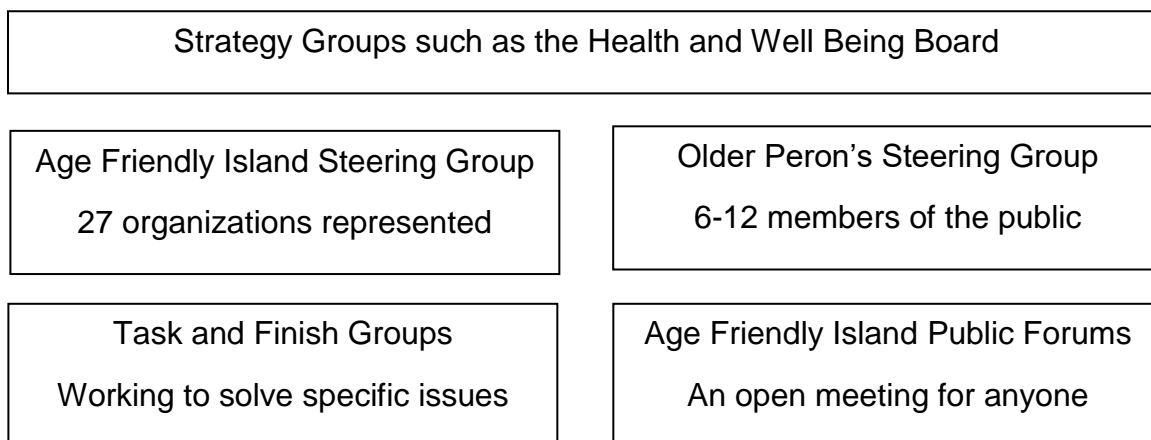 Strategy Groups such as the Health and Well Being Board
Age Friendly Island Steering Group
27 organizations represented
Older Peron’s Steering Group
6-12 members of the public
Task and Finish Groups
Working to solve specific issues
Age Friendly Island Public Forums
An open meeting for anyone